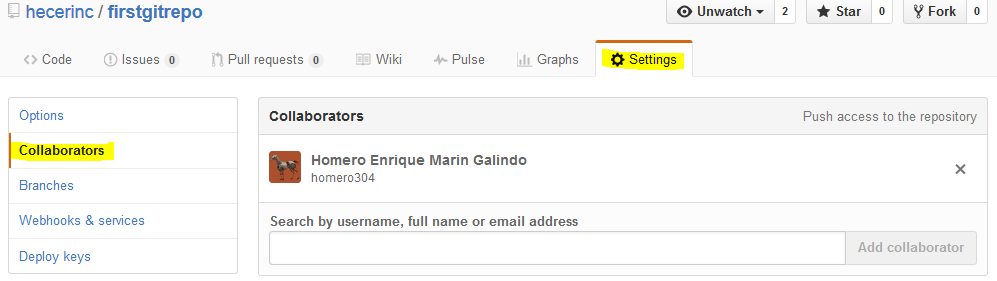 hecerinc / firstgitrepo
Unwatch 2
Star 0
Fork 0
Code
Issues 0
Pull requests 0
Wiki
Pulse
Graphs
Settings
Options
Collaborators
Branches
Webhooks & services
Deploy keys
Collaborators
Push access to the repository
Homero Enrique Marin Galindo
homero304
Search by username, full name or email address
Add collaborator